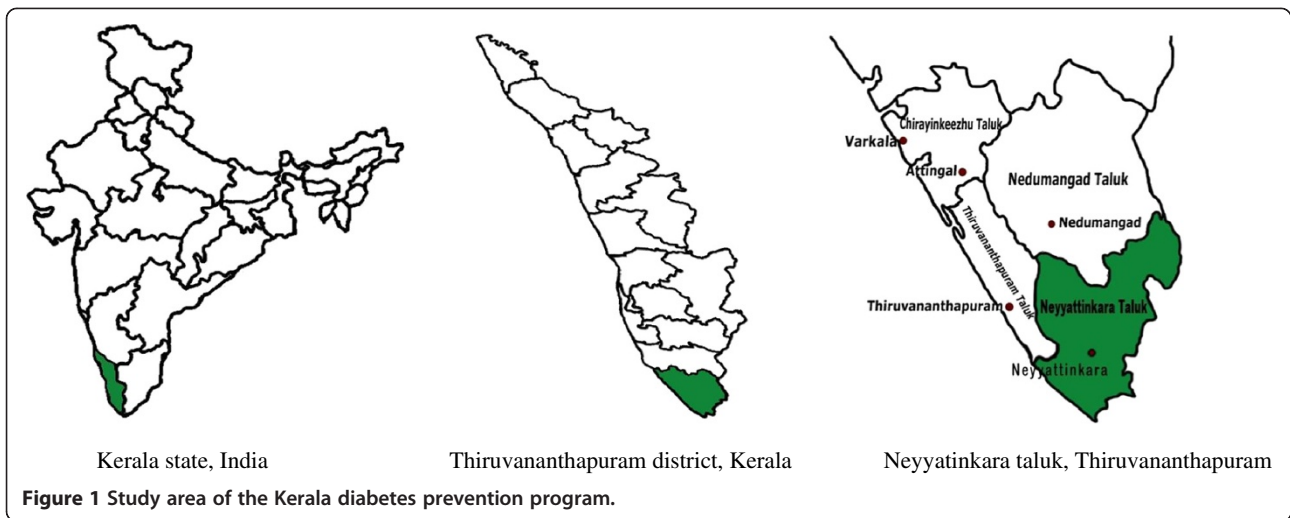 Chirayinkeezhu Taluk
Varkala
Attingal
Nedumangad Taluk
Nedumangad
Thiruvananthapuram Taluk
Thiruvananthapuram
Neyyattinkara Taluk
Neyyattinkara
Kerala state, India
Thiruvananthapuram district, Kerala
Neyyatinkara taluk, Thiruvananthapuram
Figure 1 Study area of the Kerala diabetes prevention program.